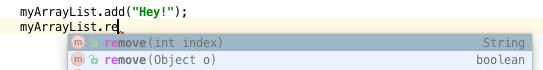 myArrayList.add("Hey!");
myArrayList.re
m remove(int index) String
m remove(Object o) boolean